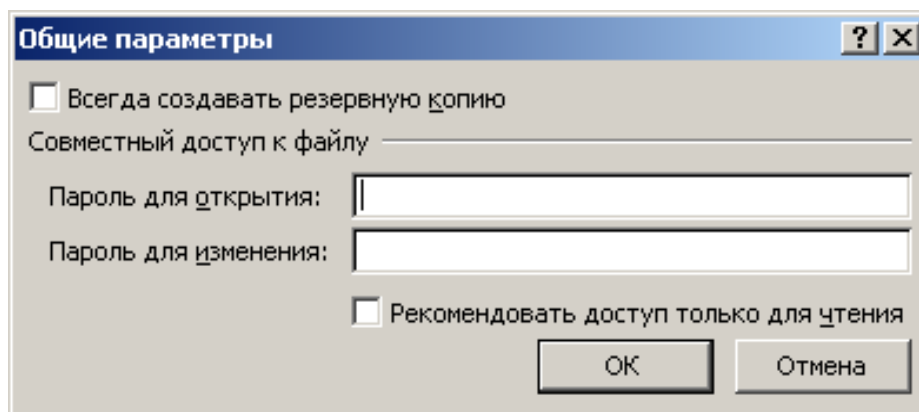 Общие параметры
Всегда создавать резервную копию
Совместный доступ к файлу
Пароль для открытия:
Пароль для изменения:
Рекомендовать доступ только для чтения
ОК Отмена